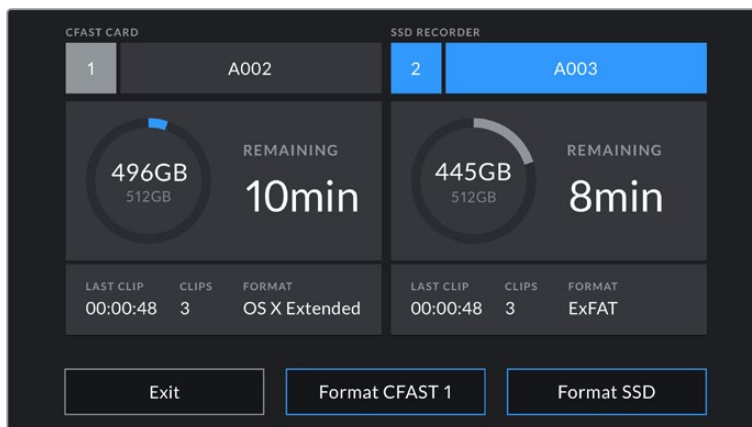 CFAST CARD
1 A002
496GB
512GB
REMAINING
10min
LAST CLIP CLIPS FORMAT
00:00:48 3 OS X Extended
SSD RECORDER
2 A003
445GB
512GB
REMAINING
8min
LAST CLIP CLIPS FORMAT
00:00:48 3 ExFAT
Exit
Format CFAST 1
Format SSD